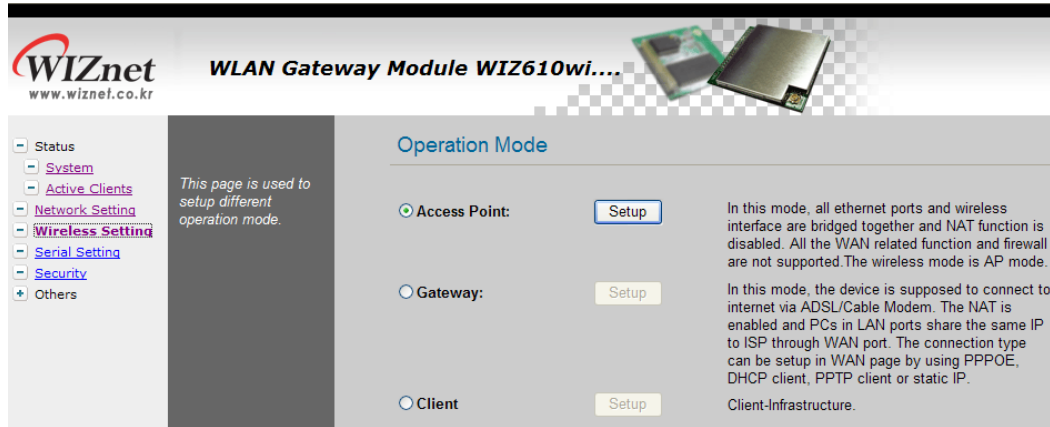 WIZnet
www.wiznet.co.kr
WLAN Gateway Module WIZ610wi....
Status
System
Active Clients
Network Setting
Wireless Setting
Serial Setting
Security
Others
This page is used to
setup different
operation mode.
Operation Mode
Access Point:
Setup
In this mode, all ethernet ports and wireless
interface are bridged together and NAT function is
disabled. All the WAN related function and firewall
are not supported.The wireless mode is AP mode.
Gateway:
Setup
In this mode, the device is supposed to connect to
internet via ADSL/Cable Modem. The NAT is
enabled and PCs in LAN ports share the same IP
to ISP through WAN port. The connection type
can be setup in WAN page by using PPPOE,
DHCP client, PPTP client or static IP.
Client
Setup
Client-Infrastructure.